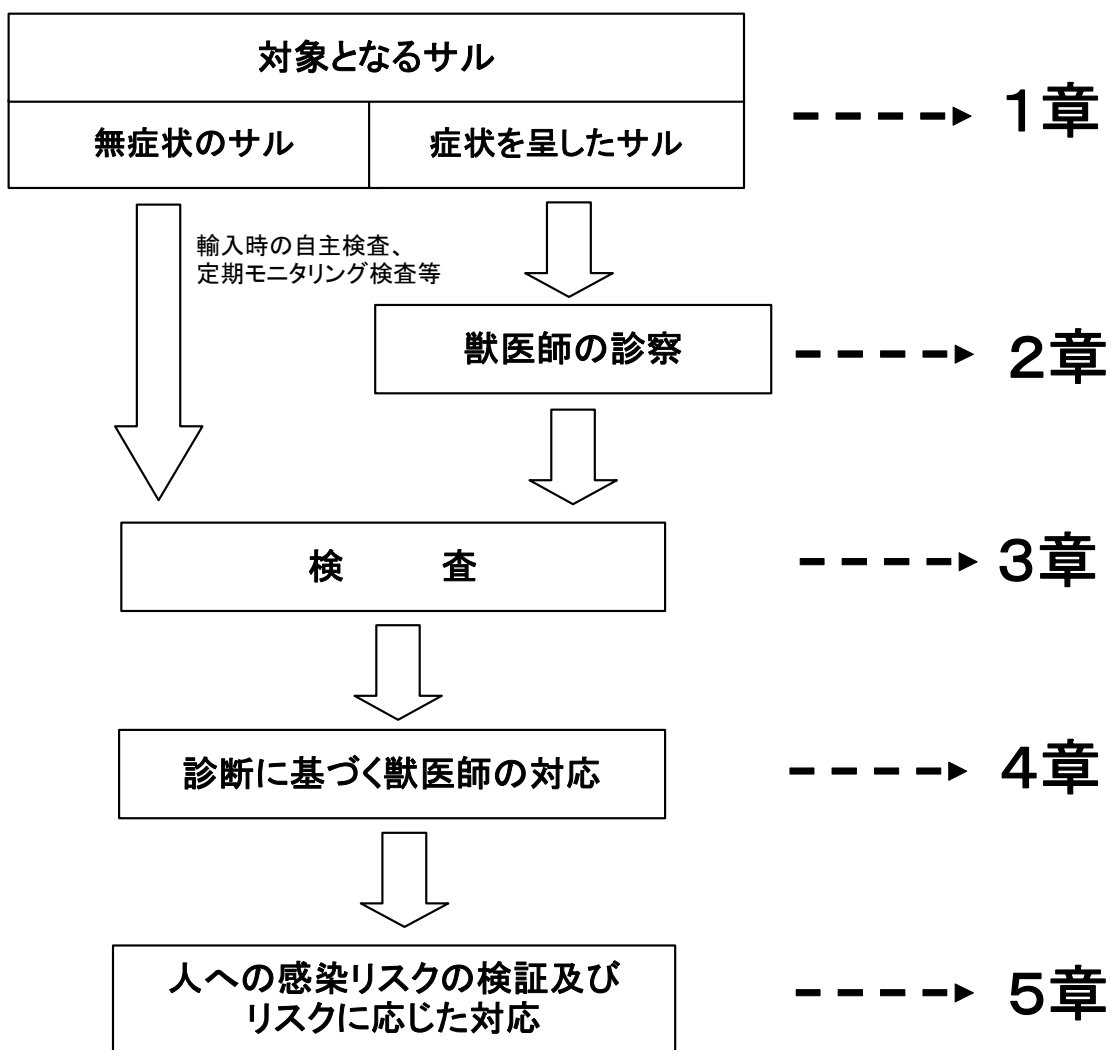 対象となるサル
１章
無症状のサル
症状を呈したサル
輸入時の自主検査、
定期モニタリング検査等
獣医師の診察
２章
検　　査
３章
診断に基づく獣医師の対応
４章
人への感染リスクの検証及び
リスクに応じた対応
５章